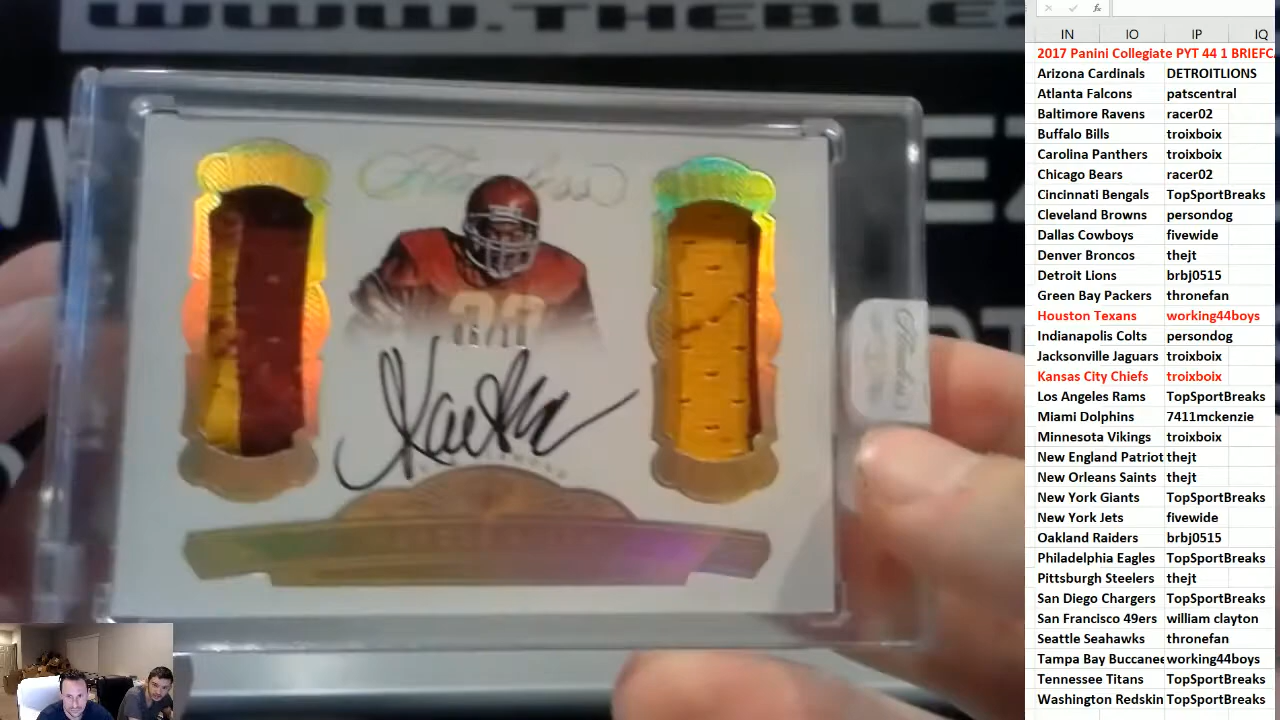 WWW.THEBLEZ
Flawless
06/20
IN IO IP IQ
2017 Panini Collegiate PYT 44 1 BRIEFC
Arizona Cardinals DETROITLIONS
Atlanta Falcons patscentral
Baltimore Ravens racer02
Buffalo Bills troixboix
Carolina Panthers troixboix
Chicago Bears racer02
Cincinnati Bengals TopSportBreaks
Cleveland Browns persondog
Dallas Cowboys fivewide
Denver Broncos thejt
Detroit Lions brbj0515
Green Bay Packers thronefan
Houston Texans working44boys
Indianapolis Colts persondog
Jacksonville Jaguars troixboix
Kansas City Chiefs troixboix
Los Angeles Rams TopSportBreaks
Miami Dolphins 7411mckenzie
Minnesota Vikings troixboix
New England Patriot thejt
New Orleans Saints thejt
New York Giants TopSportBreaks
New York Jets fivewide
Oakland Raiders brbj0515
Philadelphia Eagles TopSportBreaks
Pittsburgh Steelers thejt
San Diego Chargers TopSportBreaks
San Francisco 49ers william clayton
Seattle Seahawks thronefan
Tampa Bay Buccanee working44boys
Tennessee Titans TopSportBreaks
Washington Redskin TopSportBreaks